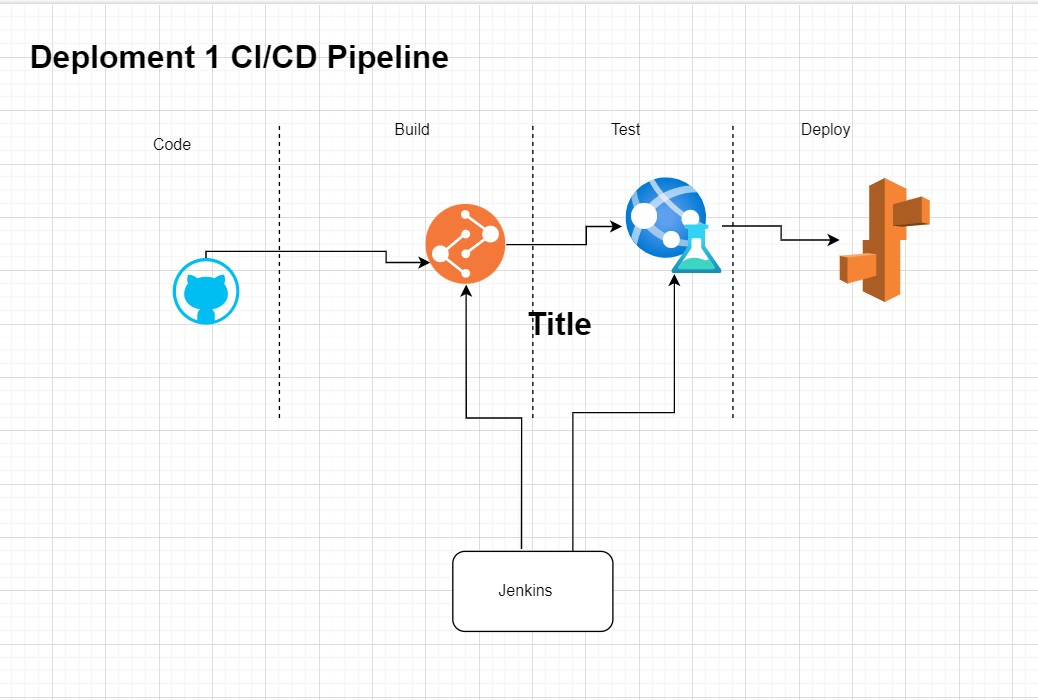 Deploment 1 CI/CD Pipeline
Code
Build
Test
Deploy
Title
Jenkins